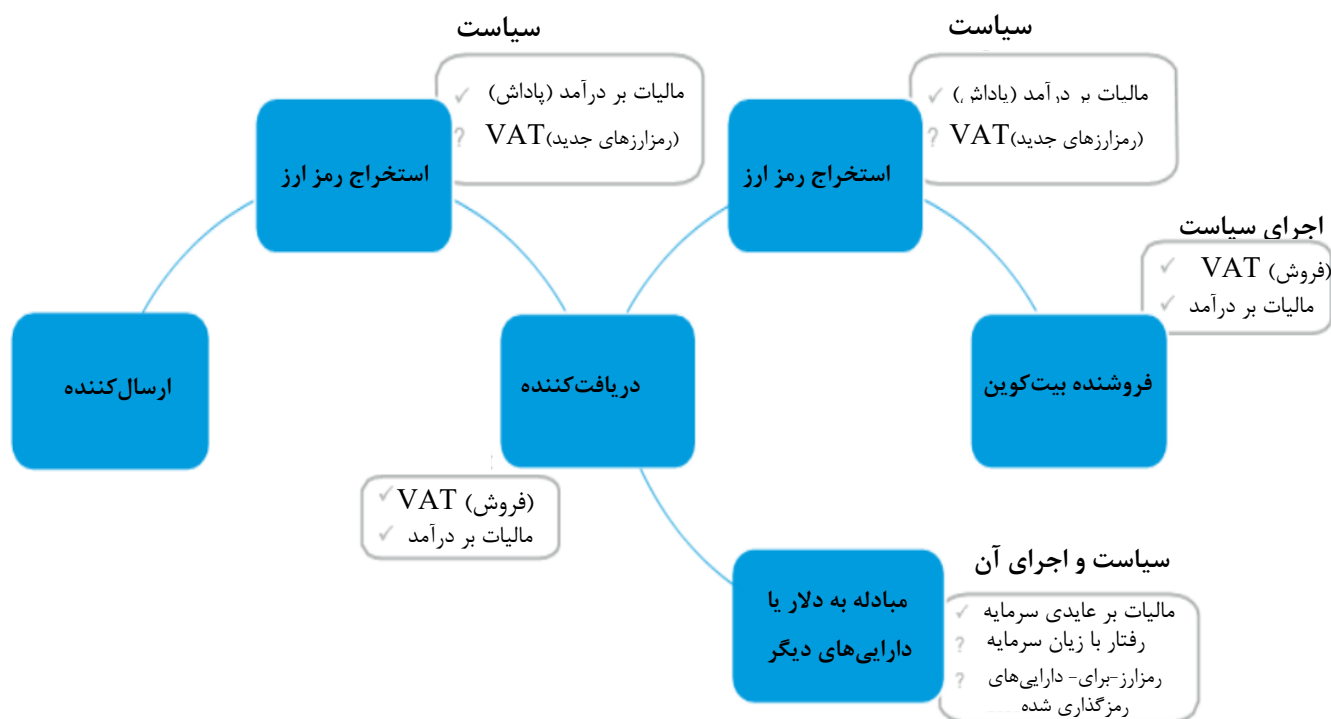 سیاست
مالیات بر درآمد (پاداش)
VAT(رمزارزهای جدید)
استخراج رمز ارز
سیاست
مالیات بر درآمد (پاداش)
VAT(رمزارزهای جدید)
استخراج رمز ارز
اجرای سیاست
(فروش) VAT
مالیات بر درآمد
ارسال‌کننده
دریافت‌کننده
فروشنده بیت‌کوین
(فروش) VAT
مالیات بر درآمد
مبادله به دلار یا
دارایی‌های دیگر
سیاست و اجرای آن
مالیات بر عایدی سرمایه
رفتار با زیان سرمایه
رمزارز-برای- دارایی‌های
رمزگذاری شده